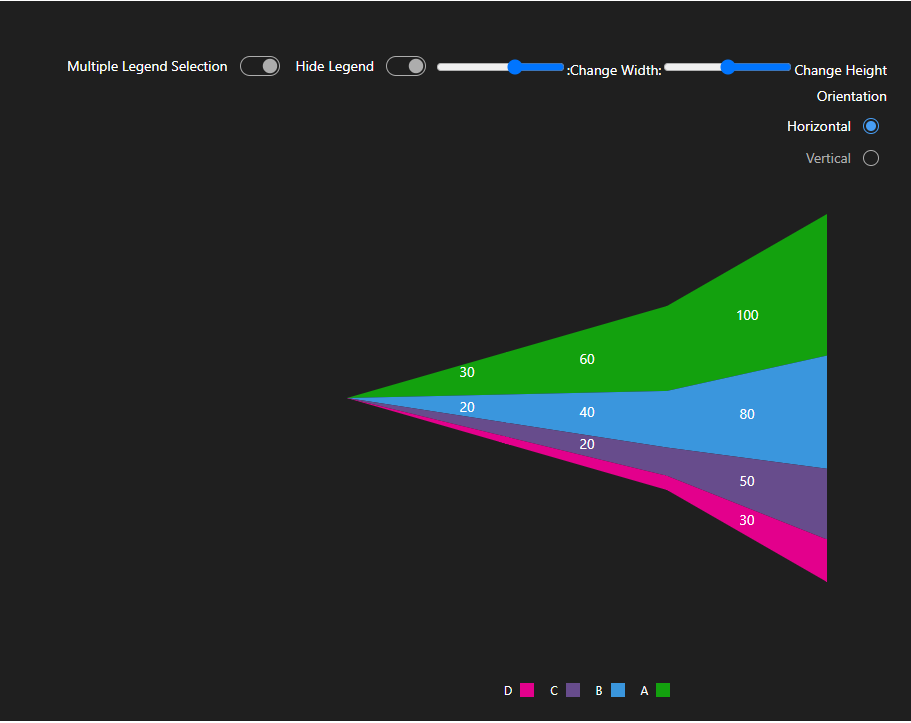 Multiple Legend Selection Hide Legend :Change Width: Change Height
Orientation
Horizontal
Vertical
100
60
30
20
40
80
20
50
30
D C B A